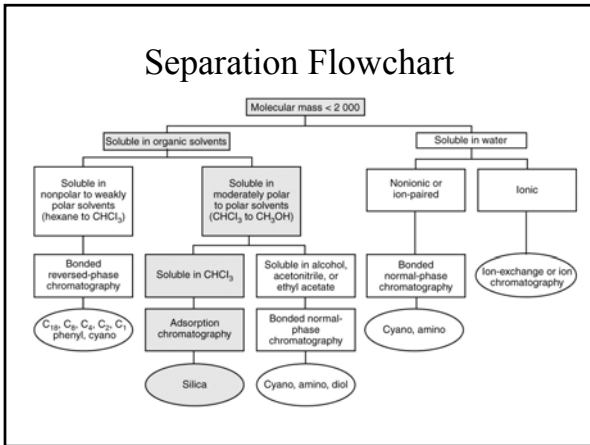 Separation Flowchart
Molecular mass < 2 000
Soluble in organic solvents
Soluble in water
Soluble in
nonpolar to weakly
polar solvents
(hexane to CHCl₃)
Soluble in
moderately polar
to polar solvents
(CHCl₃ to CH₃OH)
Nonionic or
ion-paired
Ionic
Bonded
reversed-phase
chromatography
Soluble in CHCl₃
Soluble in alcohol,
acetonitrile, or
ethyl acetate
Bonded
normal-phase
chromatography
Ion-exchange or ion
chromatography
C₁₈, C₈, C₄, C₂, C₁
phenyl, cyano
Adsorption
chromatography
Bonded normal-
phase
chromatography
Cyano, amino
Silica
Cyano, amino, diol